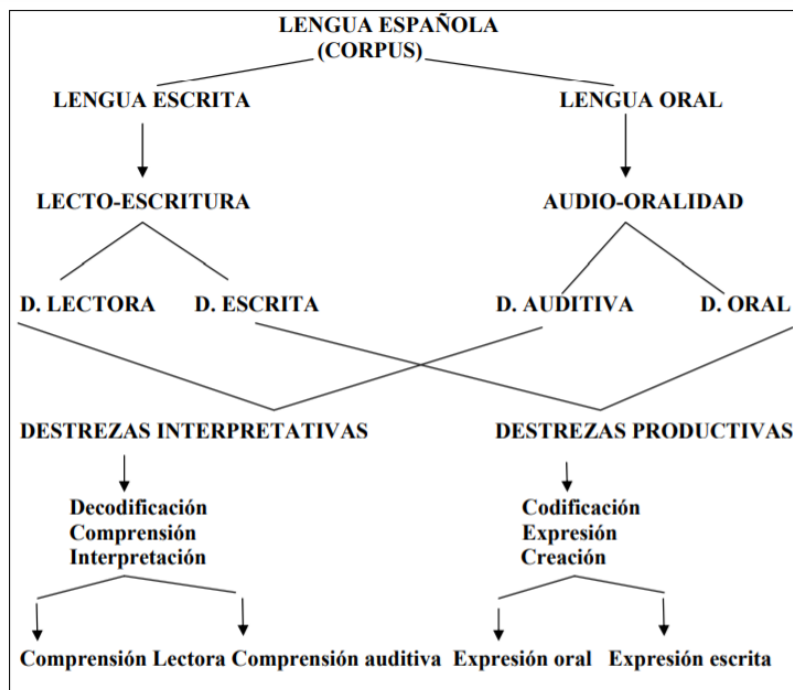 LENGUA ESPAÑOLA
(CORPUS)
LENGUA ESCRITA LENGUA ORAL
LECTO-ESCRITURA AUDIO-ORALIDAD
D. LECTORA D. ESCRITA D. AUDITIVA D. ORAL
DESTREZAS INTERPRETATIVAS DESTREZAS PRODUCTIVAS
Decodificación Codificación
Comprensión Expresión
Interpretación Creación
Comprensión Lectora Comprensión auditiva Expresión oral Expresión escrita